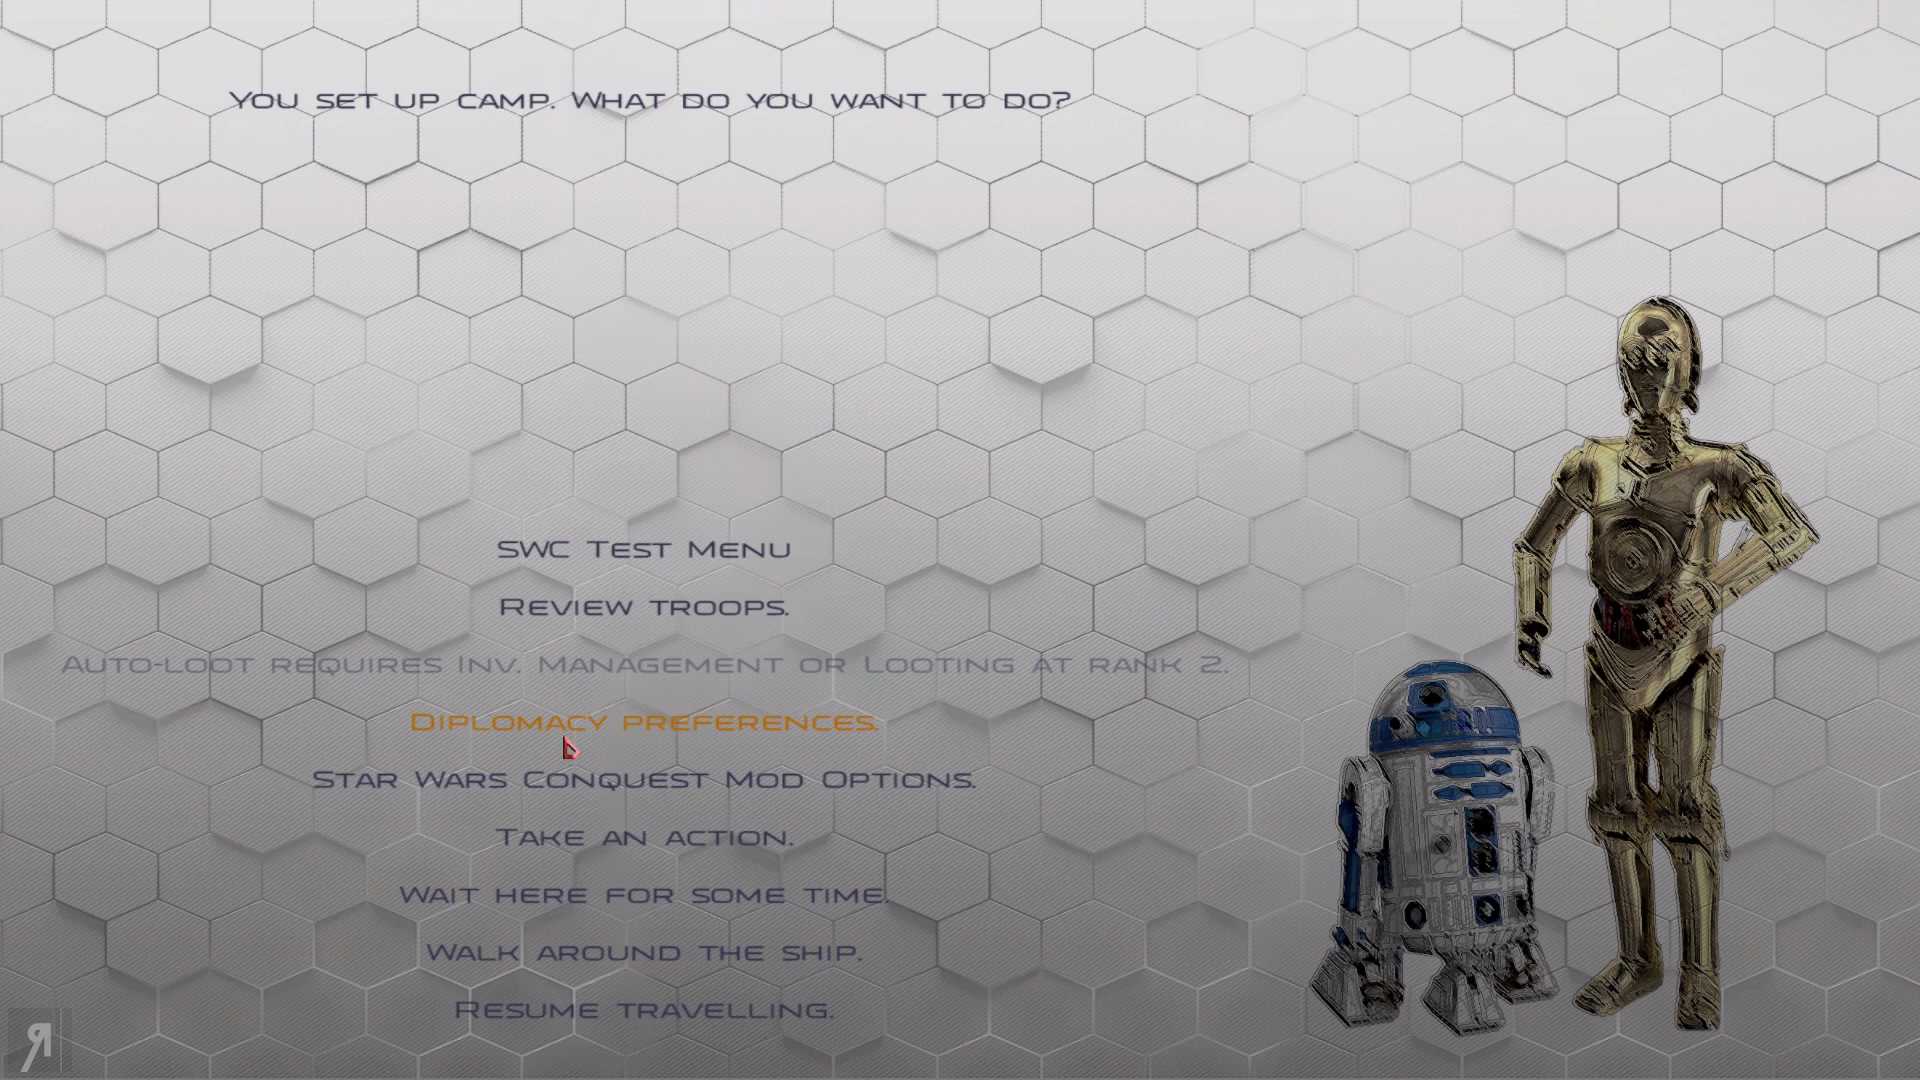 You set up camp. What do you want to do?
SWC Test Menu
Review troops.
Auto-loot requires Inv. Management or Looting at rank 2.
Diplomacy preferences.
Star Wars Conquest Mod Options.
Take an action.
Wait here for some time.
Walk around the ship.
Resume travelling.